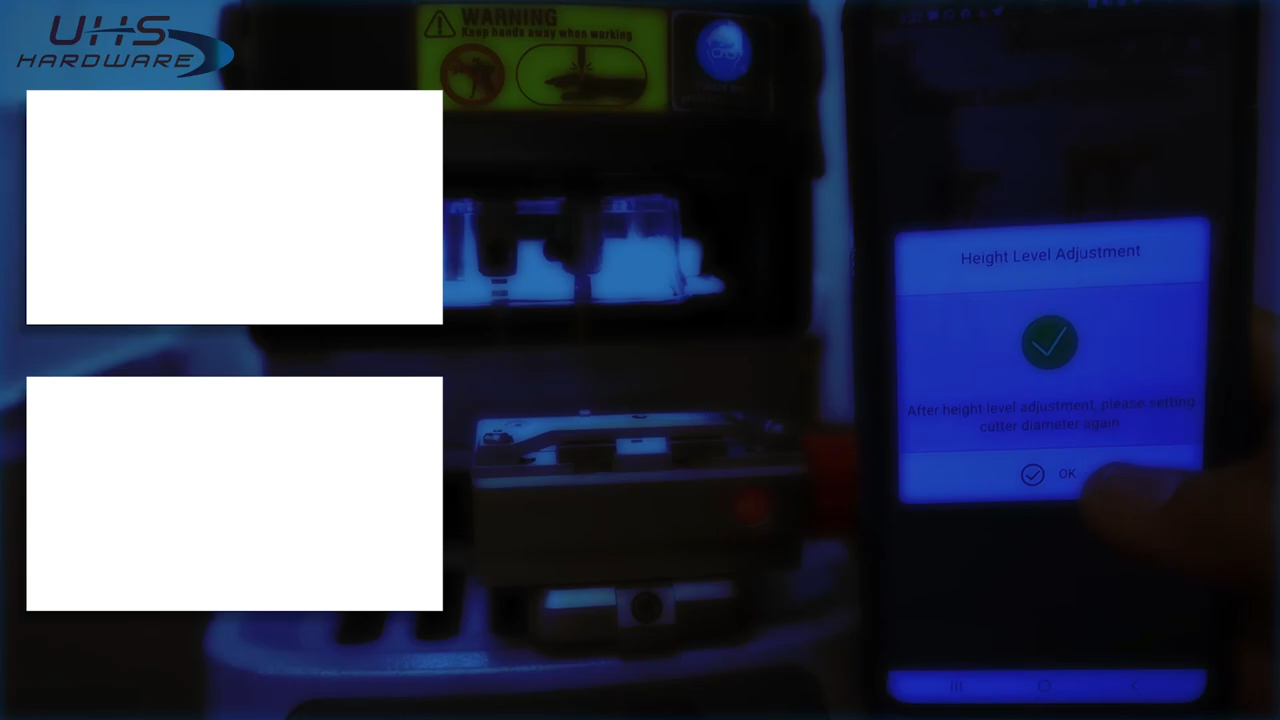 UHS
HARDWARE
WARNING
Keep hands away when working
Height Level Adjustment
After height level adjustment, please setting
cutter diameter again
OK